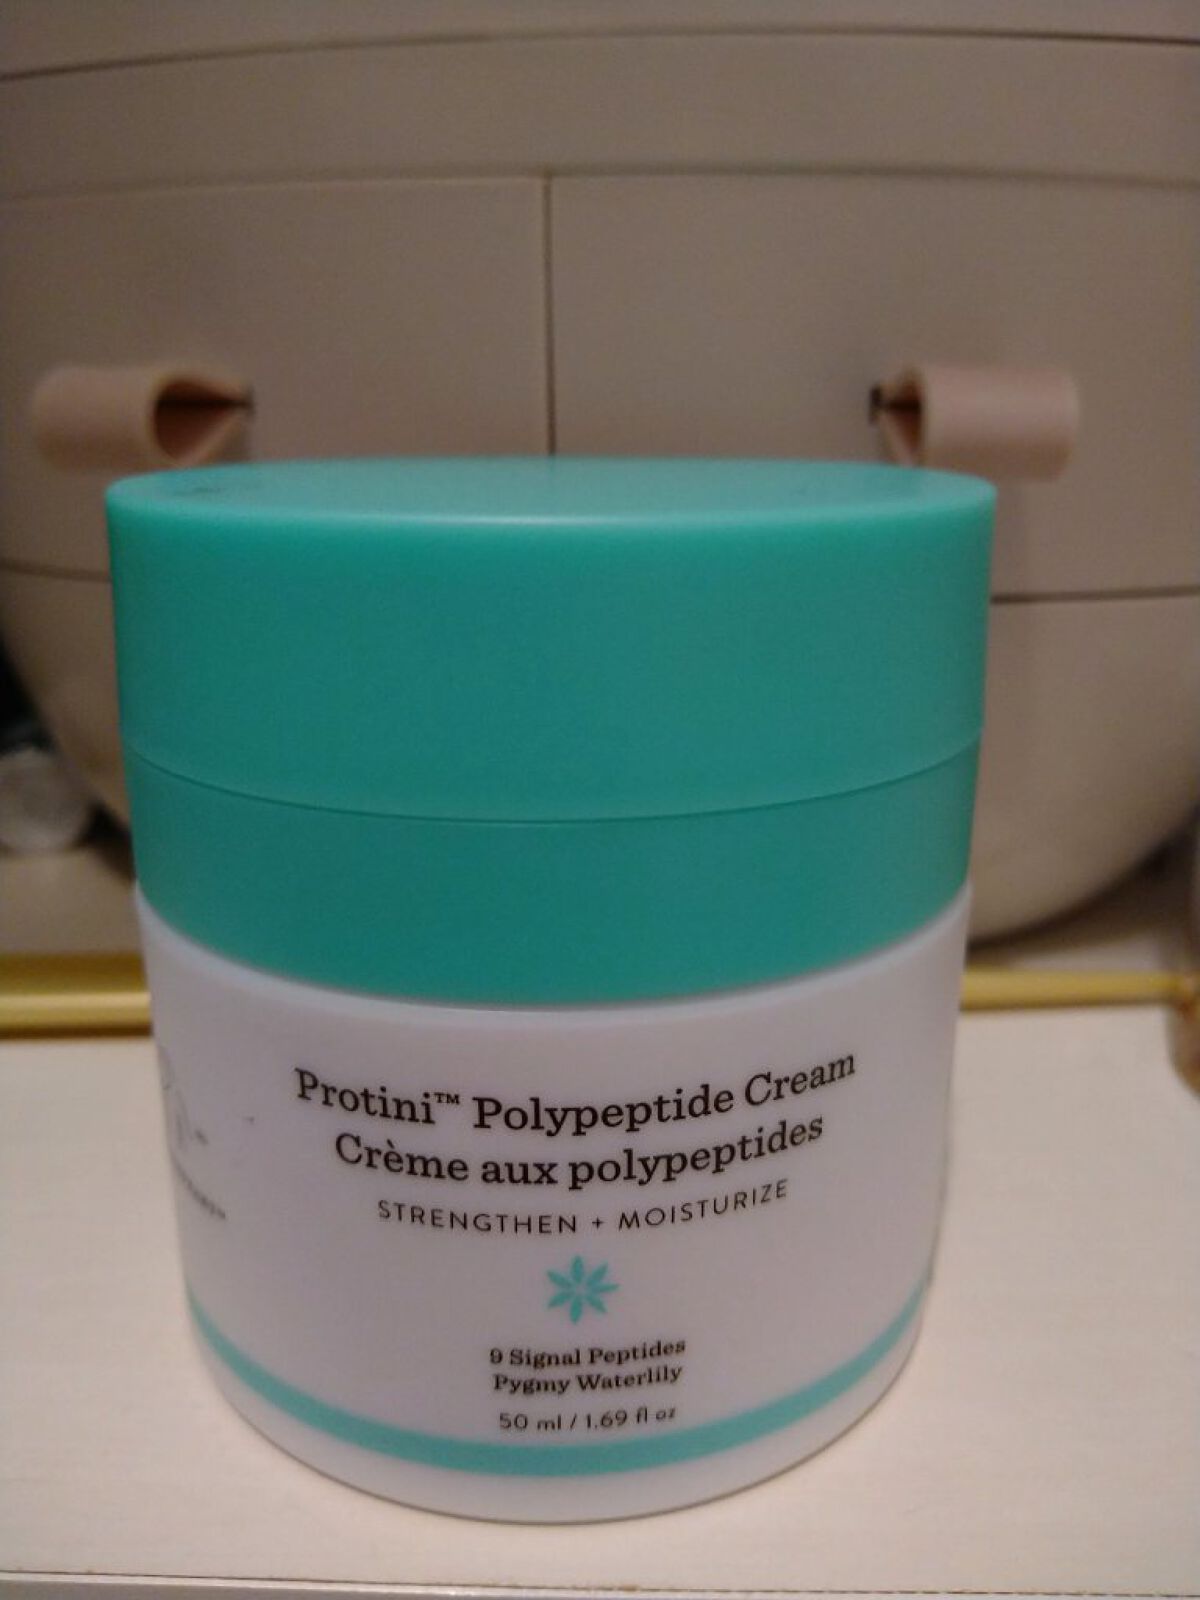 Protini™ Polypeptide Cream
Crème aux polypeptides
STRENGTHEN + MOISTURIZE
9 Signal Peptides
Pygmy Waterlily
50 ml / 1.69 fl oz